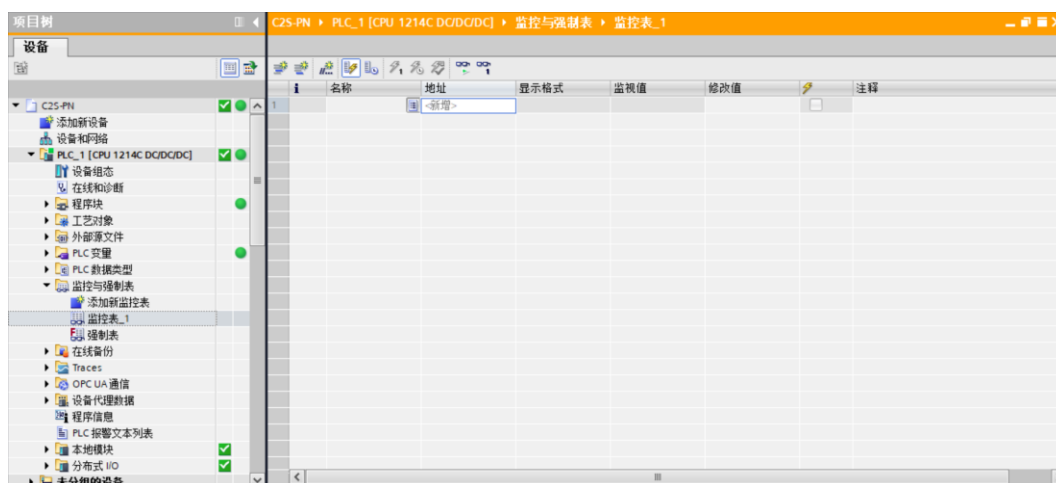 项目树
C2S-PN ▸ PLC_1 [CPU 1214C DC/DC/DC] ▸ 监控与强制表 ▸ 监控表_1
设备
i 名称 地址 显示格式 监视值 修改值 注释
1 <新增>
C2S-PN
添加新设备
设备和网络
PLC_1 [CPU 1214C DC/DC/DC]
设备组态
在线和诊断
程序块
工艺对象
外部源文件
PLC 变量
PLC 数据类型
监控与强制表
添加新监控表
监控表_1
强制表
在线备份
Traces
OPC UA 通信
设备代理数据
程序信息
PLC 报警文本列表
本地模块
分布式 I/O
未分组的设备